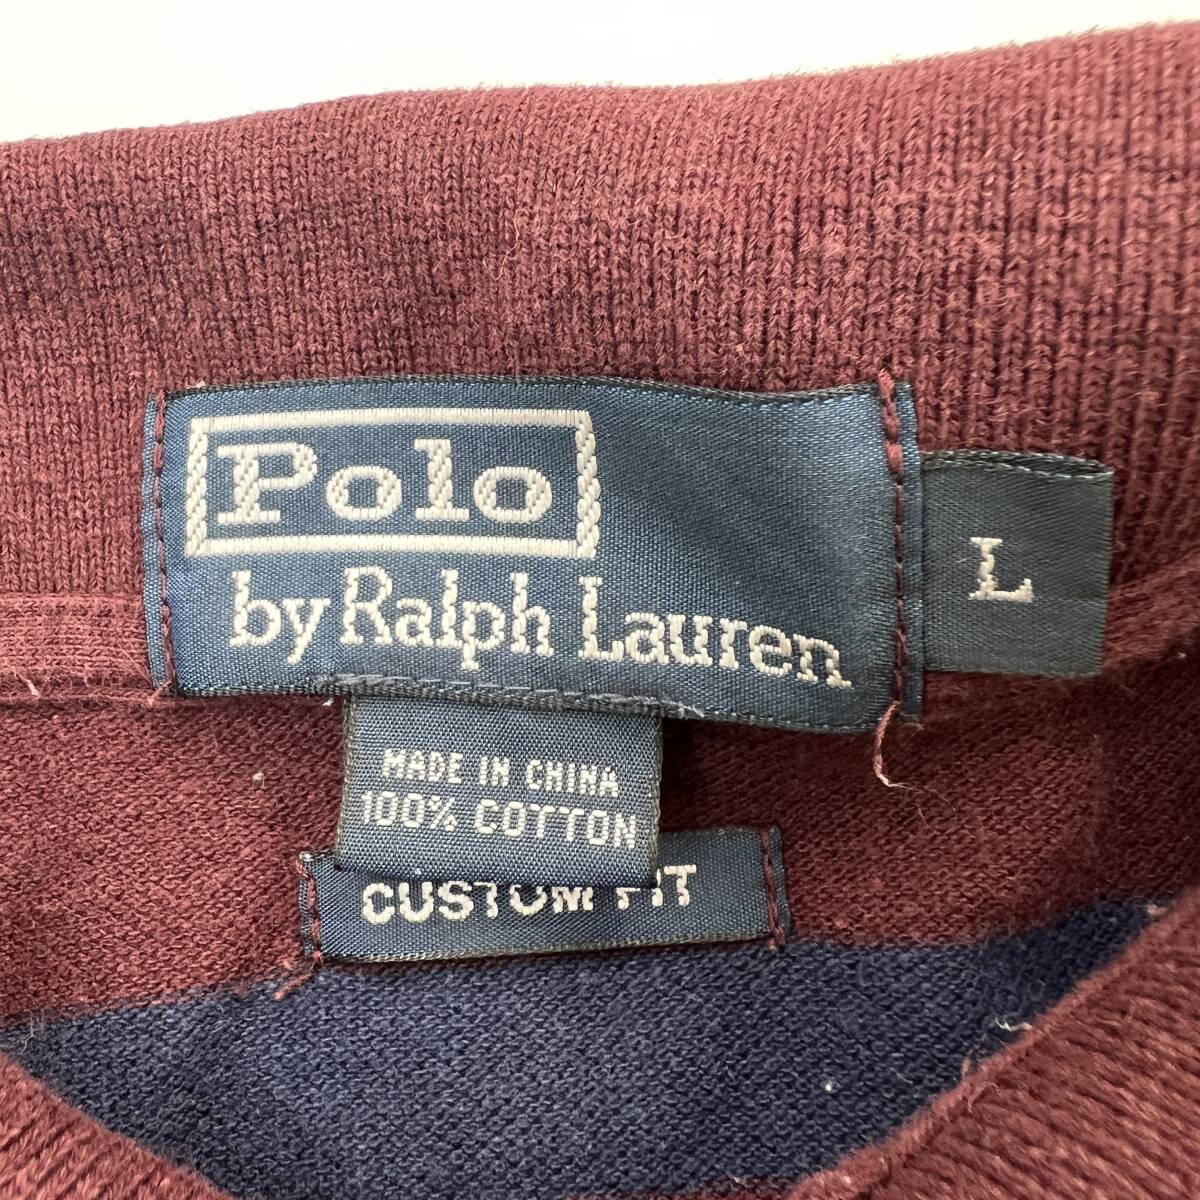 Polo
by Ralph Lauren
L
MADE IN CHINA
100% COTTON
CUSTOM FIT